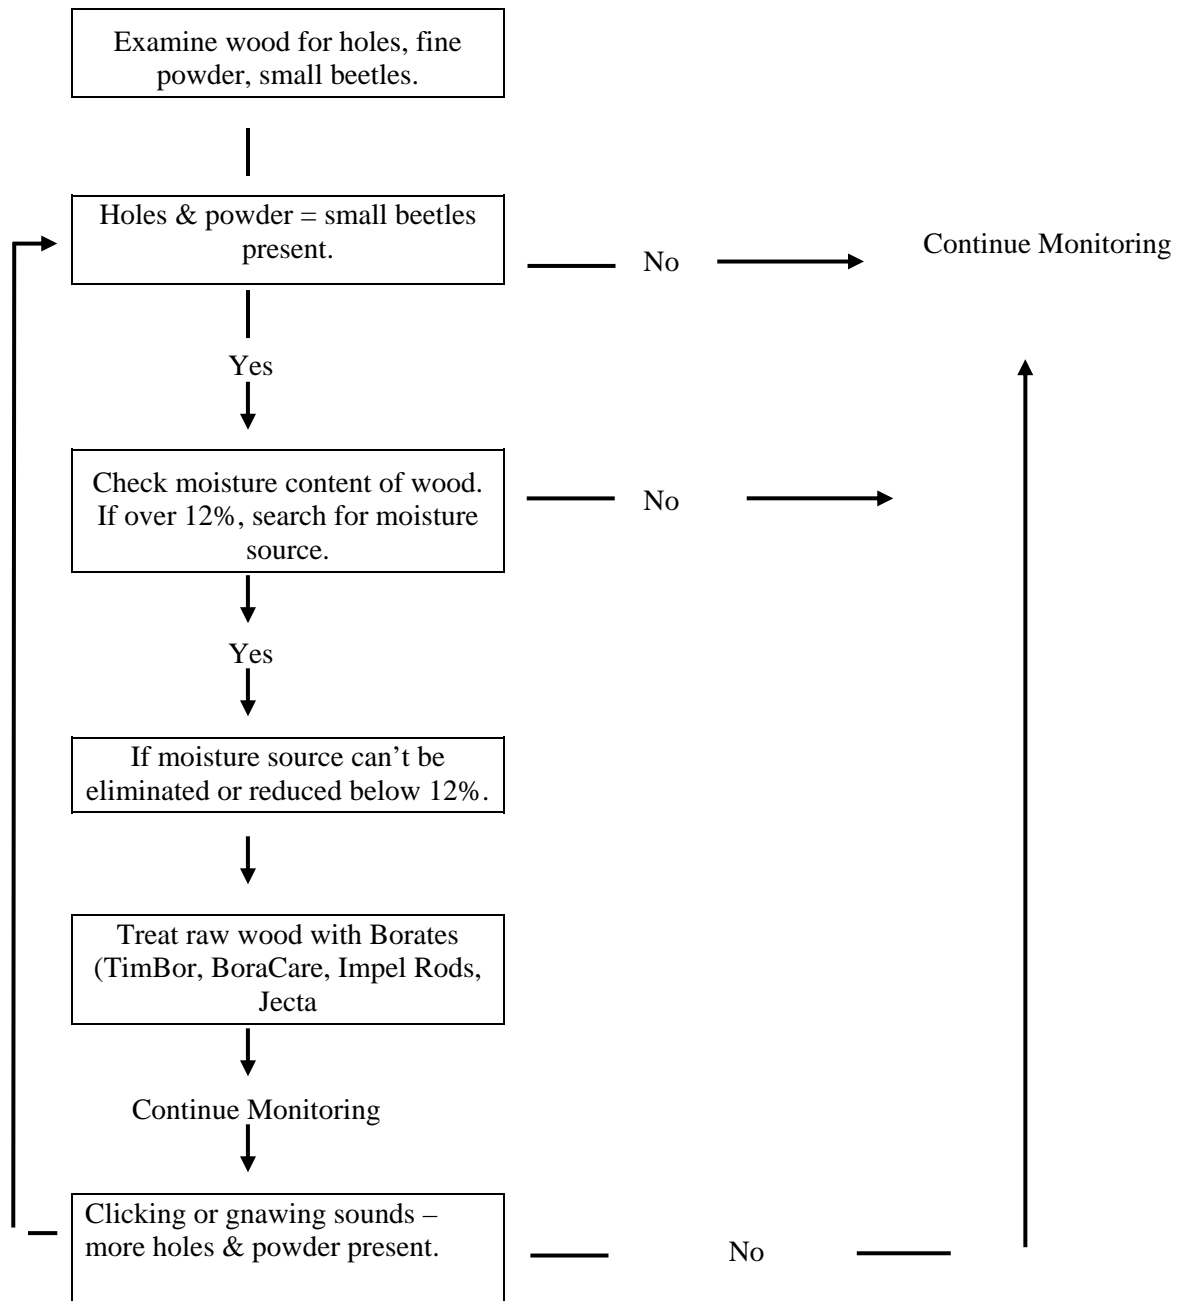 Examine wood for holes, fine
powder, small beetles.
Holes & powder = small beetles
present.
No
Continue Monitoring
Yes
Check moisture content of wood.
If over 12%, search for moisture
source.
No
Yes
If moisture source can’t be
eliminated or reduced below 12%.
Treat raw wood with Borates
(TimBor, BoraCare, Impel Rods,
Jecta
Continue Monitoring
Clicking or gnawing sounds –
more holes & powder present.
No